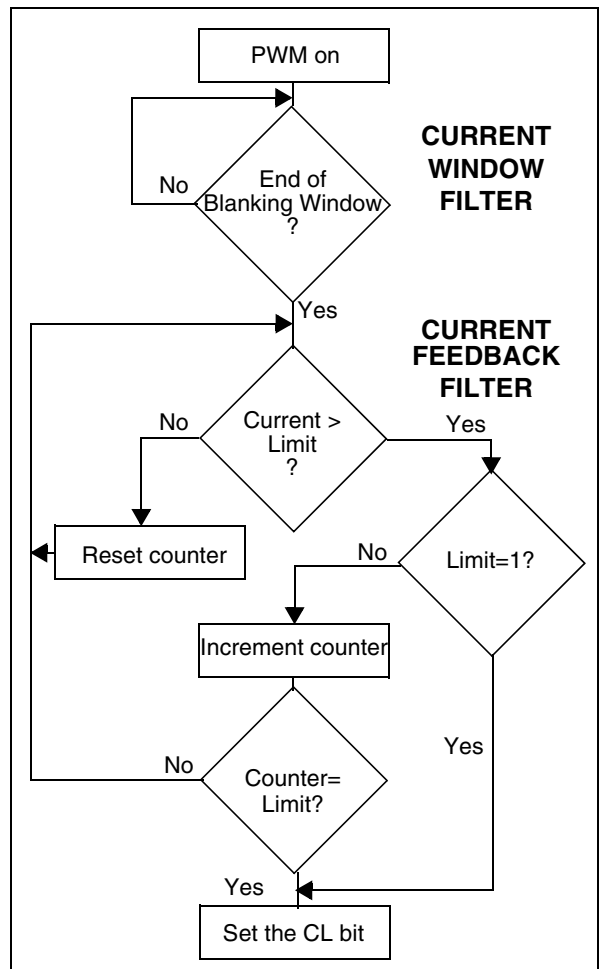 PWM on
CURRENT
WINDOW
FILTER
No
End of
Blanking Window
?
Yes
CURRENT
FEEDBACK
FILTER
No
Current >
Limit
?
Yes
Reset counter
No
Limit=1?
Increment counter
Yes
No
Counter=
Limit?
Yes
Set the CL bit